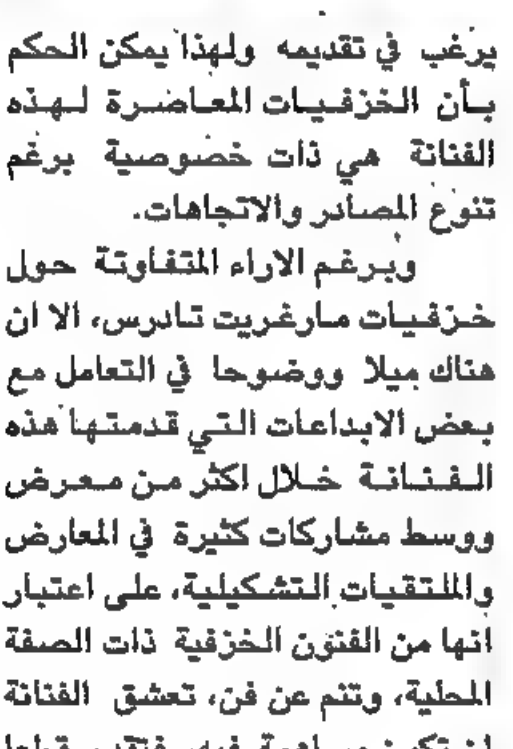 يرغب في تقديمه ولهذا يمكن الحكم
بأن الخزفيات المعاصرة لهذه
الفنانة هي ذات خصوصية برغم
تنوع المصادر والاتجاهات.
وبرغم الاراء المتفاوتة حول
خزفيات مارغريت تادرس، الا ان
هناك ميلا ووضوحا في التعامل مع
بعض الابداعات التي قدمتها هذه
الفنانة خلال اكثر من معرض
ووسط مشاركات كثيرة في المعارض
والملتقيات التشكيلية، على اعتبار
انها من الفنون الخزفية ذات الصفة
المحلية، وتنم عن فن، تعشق الفنانة